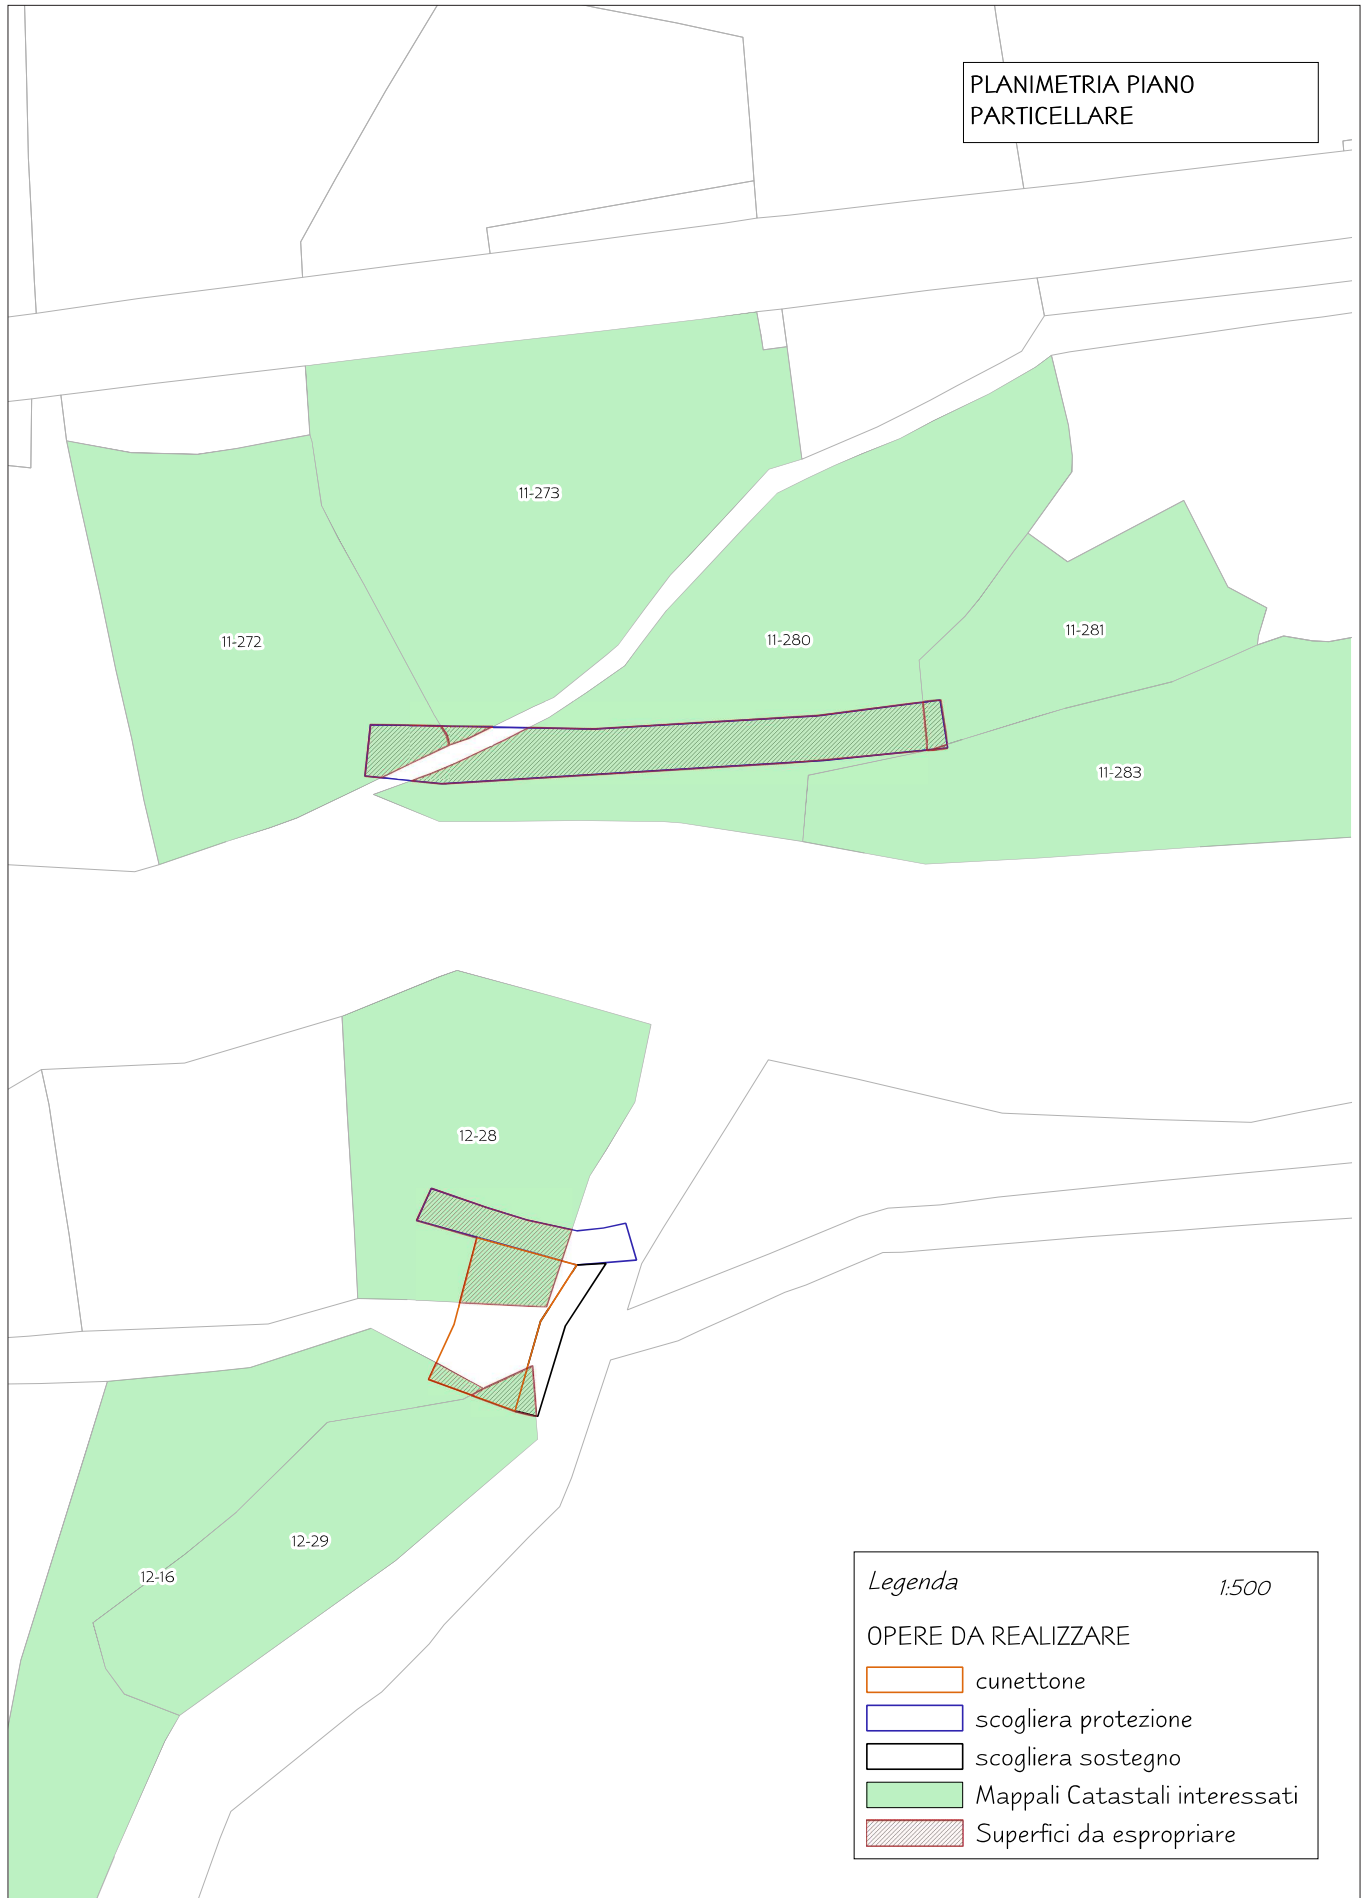 PLANIMETRIA PIANO
PARTICELLARE
11-273
11-272
11-280
11-281
11-283
12-28
12-29
12-16
Legenda
1:500
OPERE DA REALIZZARE
cunettone
scogliera protezione
scogliera sostegno
Mappali Catastali interessati
Superfici da espropriare